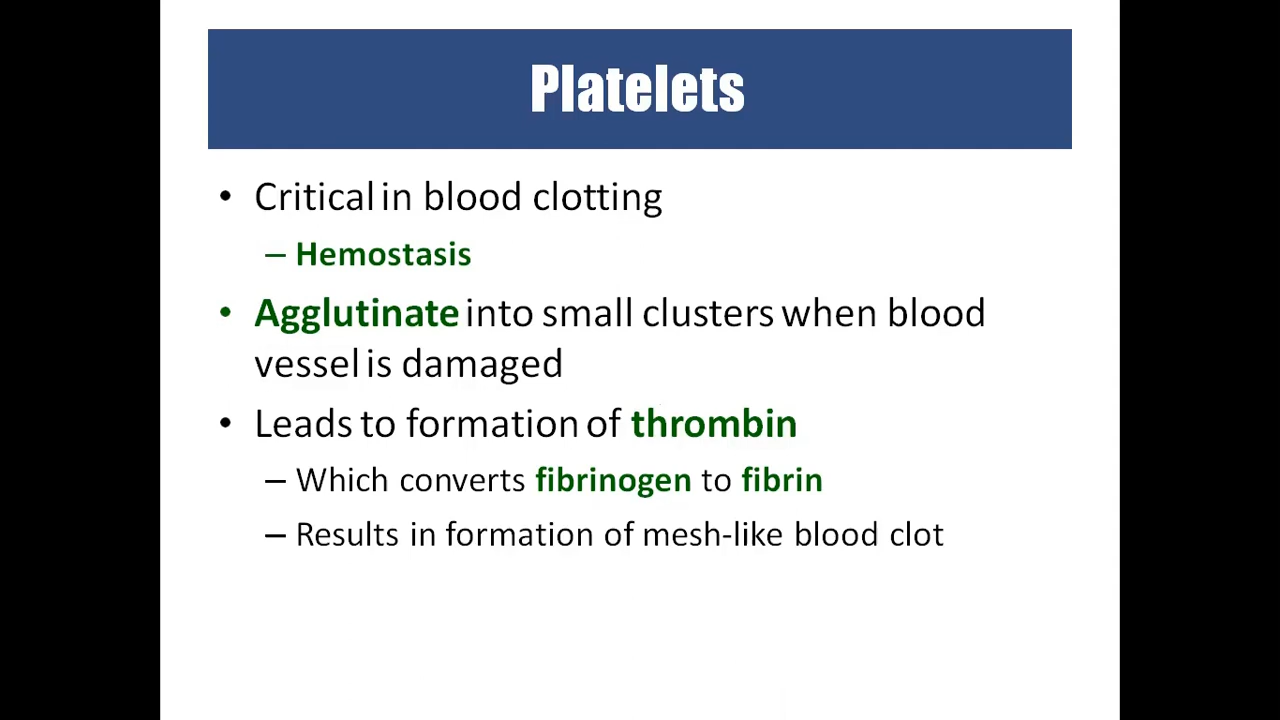 Platelets
• Critical in blood clotting
– Hemostasis
• Agglutinate into small clusters when blood
vessel is damaged
• Leads to formation of thrombin
– Which converts fibrinogen to fibrin
– Results in formation of mesh-like blood clot